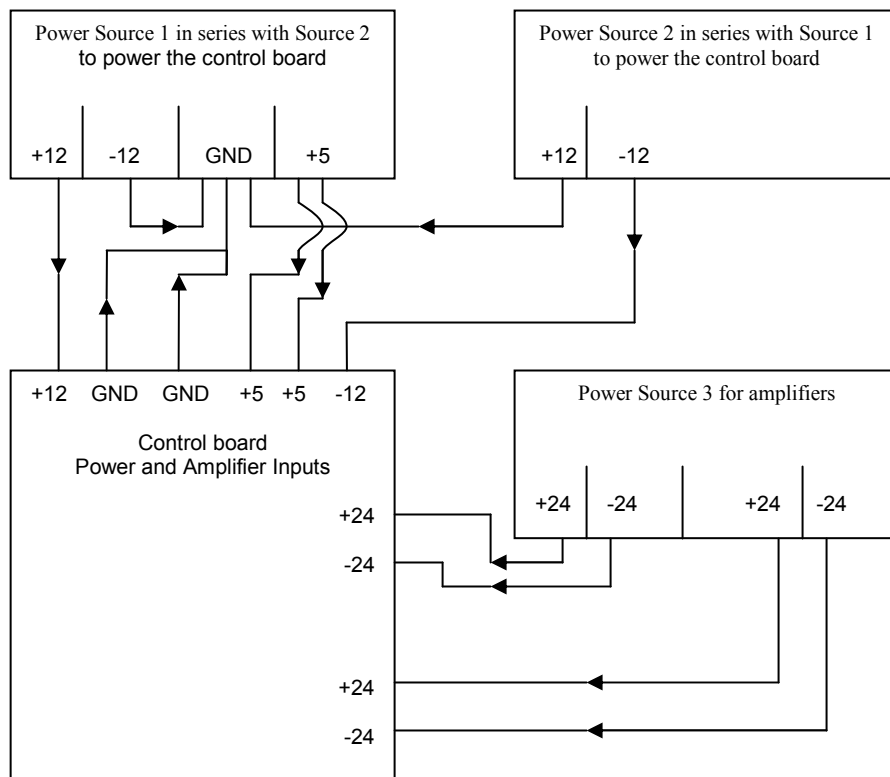 Power Source 1 in series with Source 2
to power the control board
+12 -12 GND +5
Power Source 2 in series with Source 1
to power the control board
+12 -12
+12 GND GND +5 +5 -12
Control board
Power and Amplifier Inputs
+24
-24
+24
-24
Power Source 3 for amplifiers
+24 -24 +24 -24